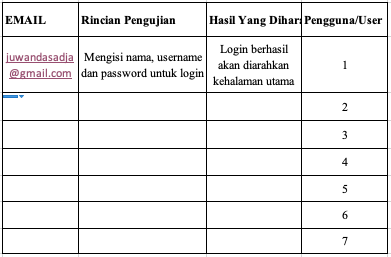 EMAIL Rincian Pengujian Hasil Yang Dihar Pengguna/User
juwandasadja
@gmail.com
Mengisi nama, username
dan password untuk login
Login berhasil
akan diarahkan
kehalaman utama
1
2
3
4
5
6
7